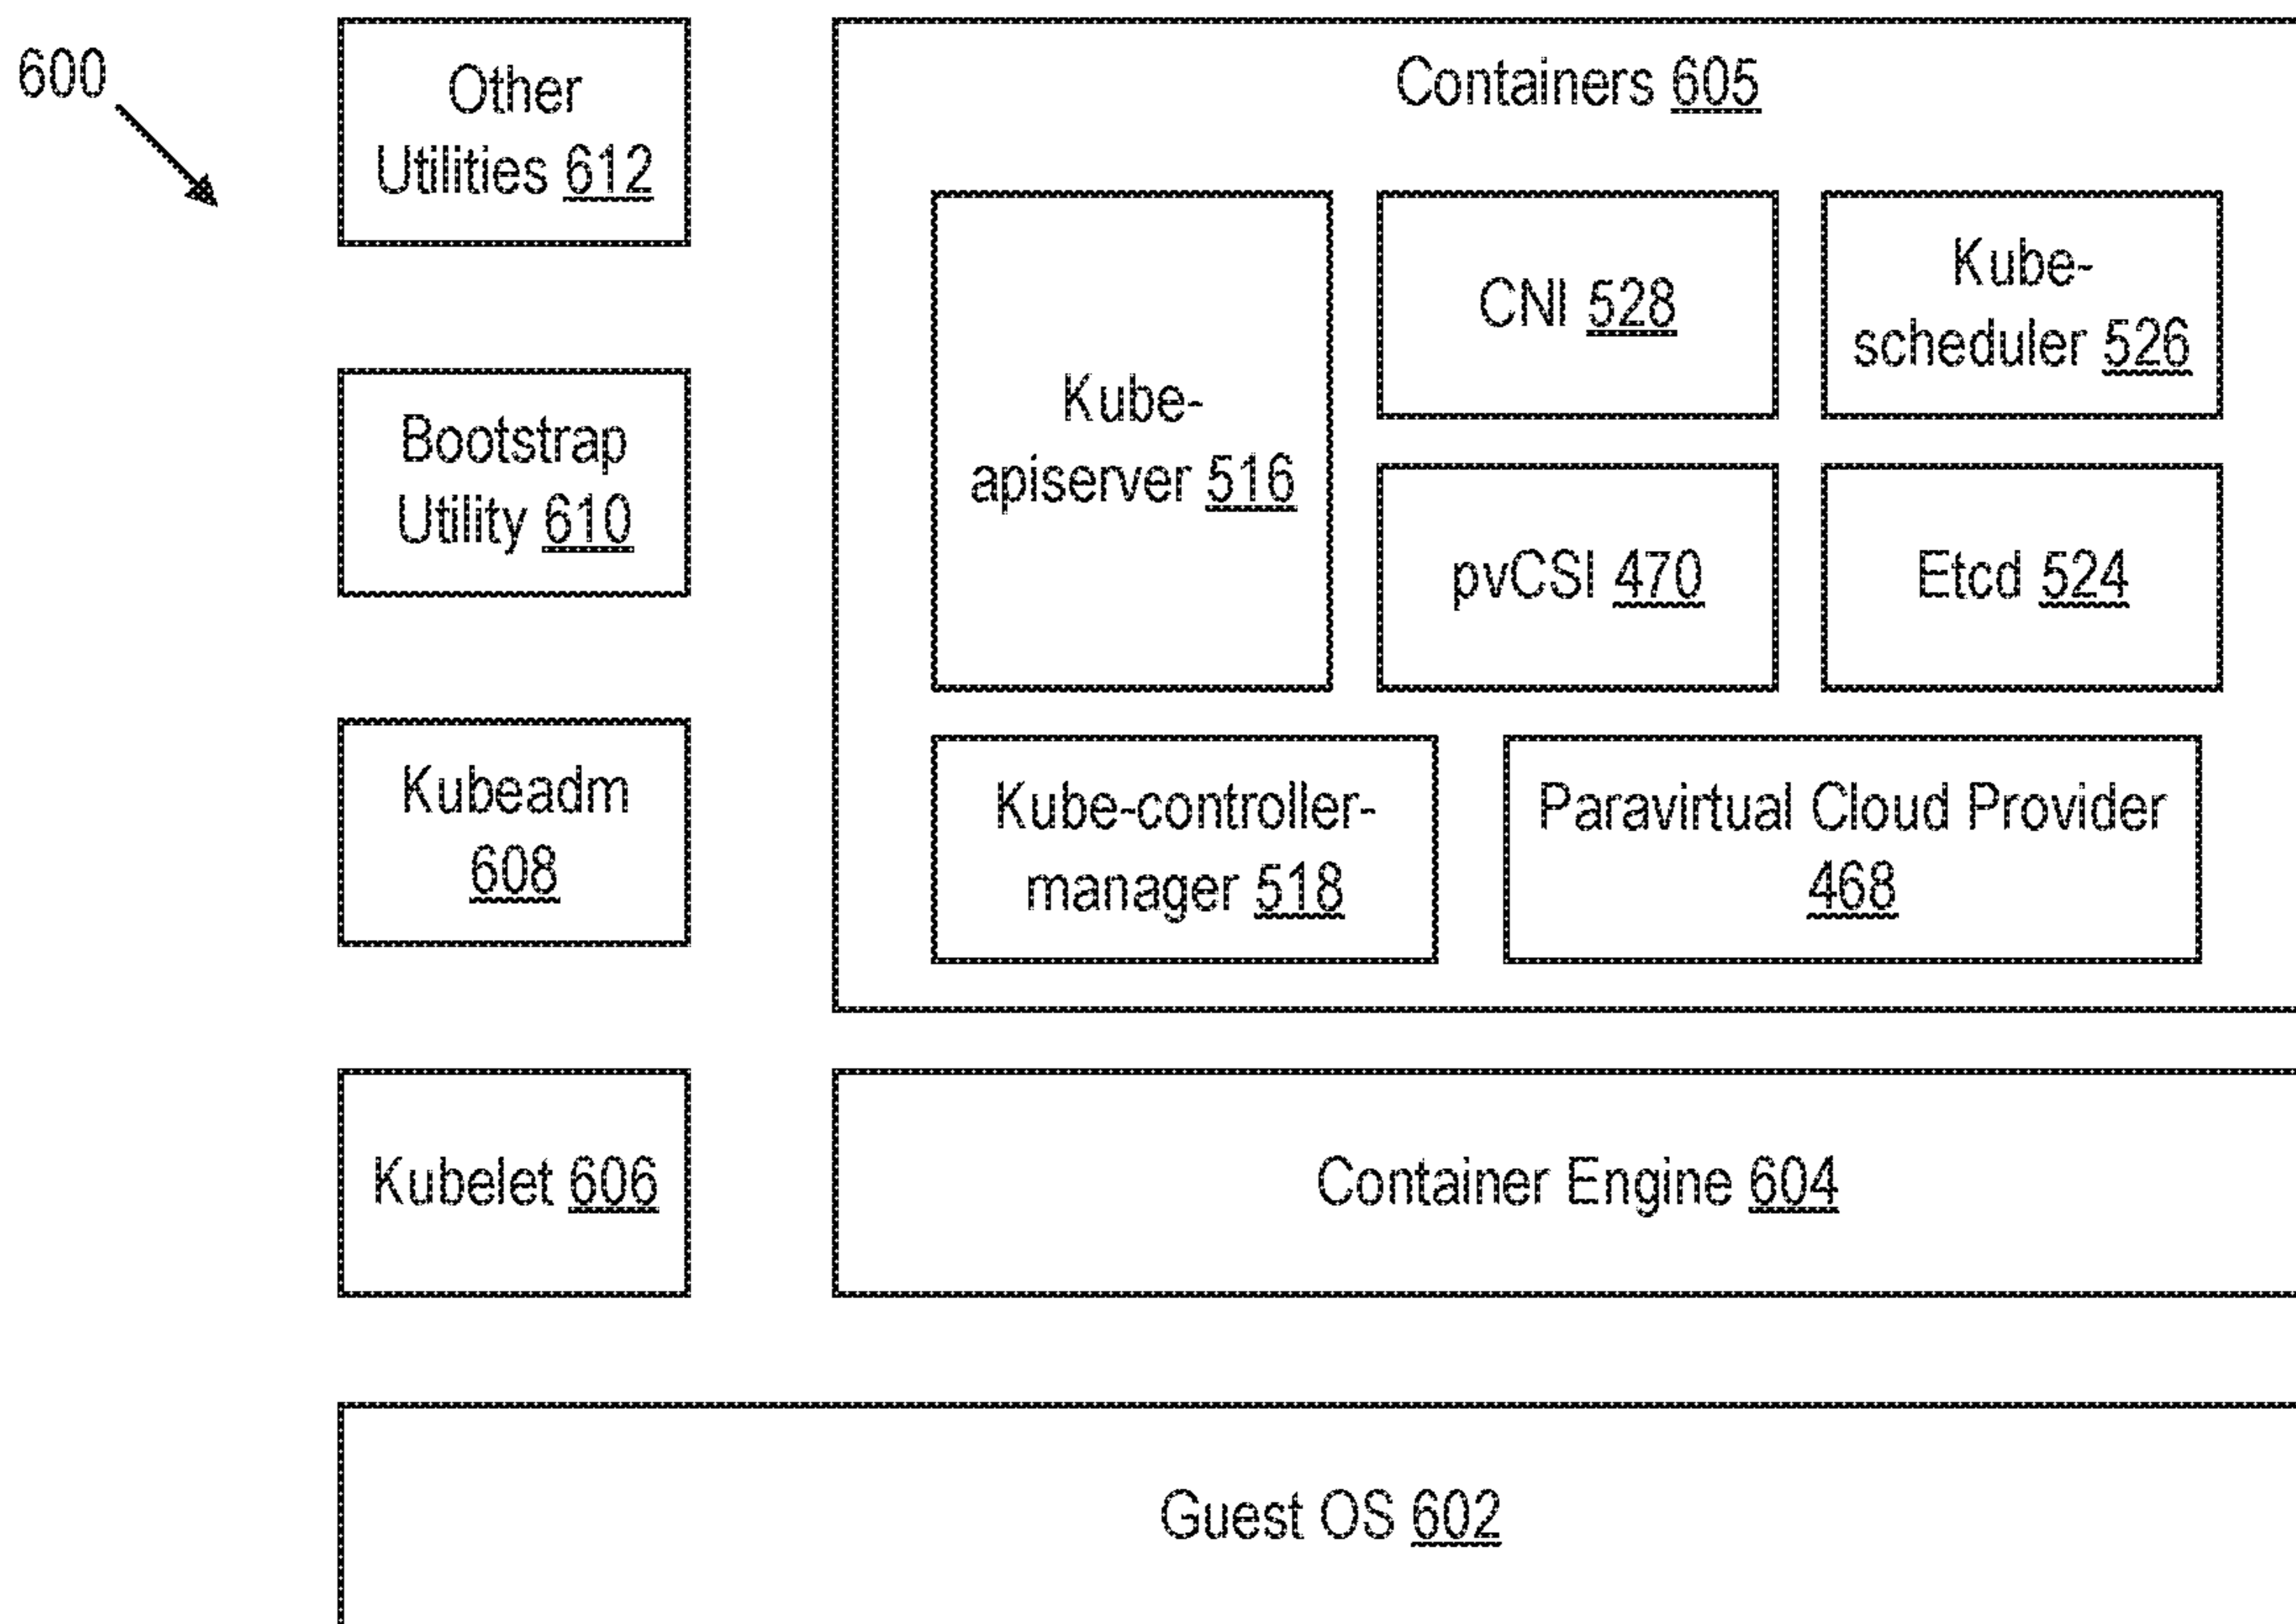 600
Other
Utilities 612
Containers 605
Kube-
apiserver 516
CNI 528
Kube-
scheduler 526
Bootstrap
Utility 610
pvCSI 470
Etcd 524
Kubeadm
608
Kube-controller-
manager 518
Paravirtual Cloud Provider
468
Kubelet 606
Container Engine 604
Guest OS 602